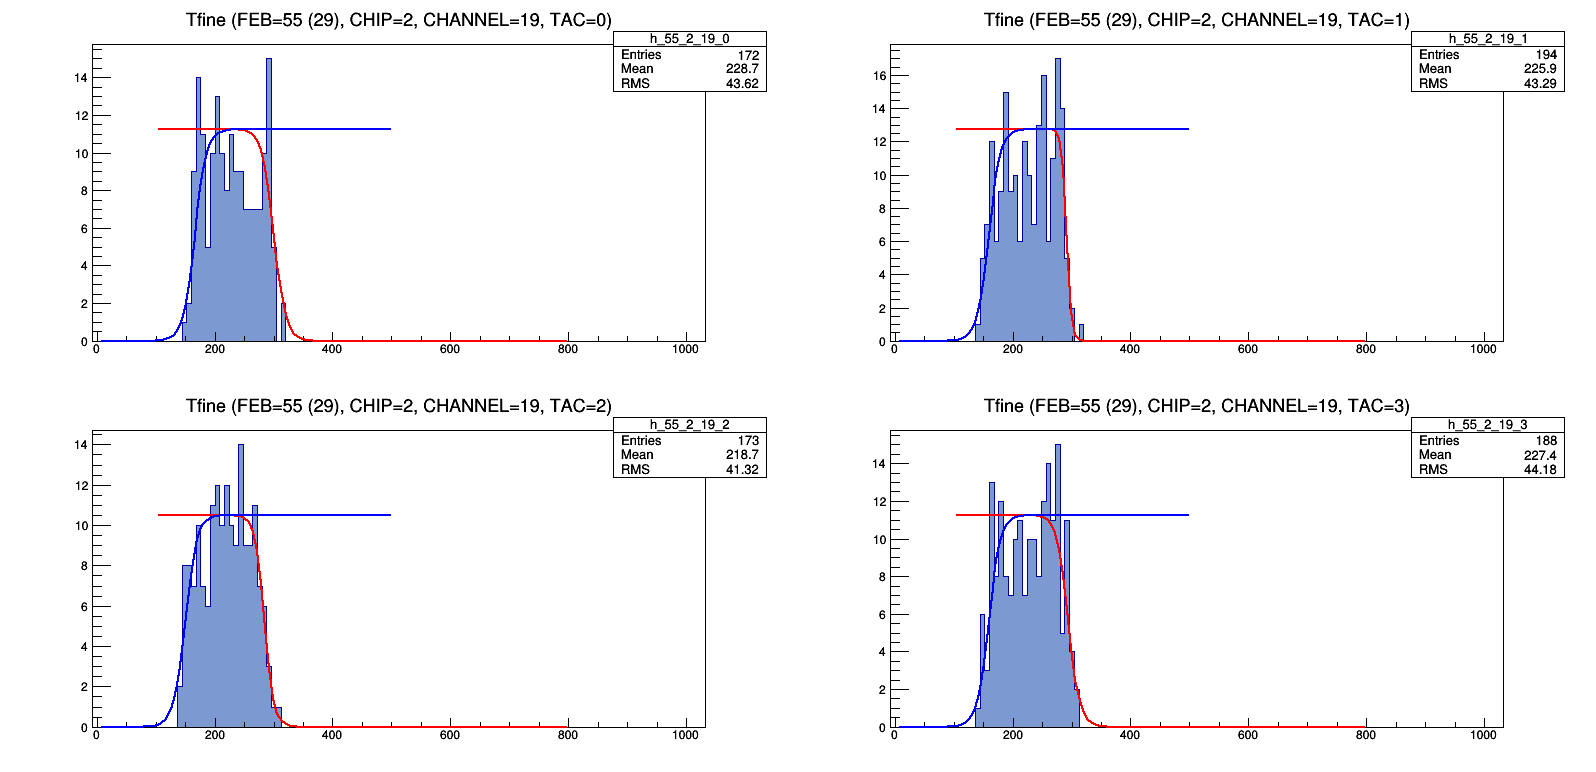 Tfine (FEB=55 (29), CHIP=2, CHANNEL=19, TAC=0)
h_55_2_19_0
Entries 172
Mean 228.7
RMS 43.62
14
12
10
8
6
4
2
0
0 200 400 600 800 1000
Tfine (FEB=55 (29), CHIP=2, CHANNEL=19, TAC=1)
h_55_2_19_1
Entries 194
Mean 225.9
RMS 43.29
16
14
12
10
8
6
4
2
0
0 200 400 600 800 1000
Tfine (FEB=55 (29), CHIP=2, CHANNEL=19, TAC=2)
h_55_2_19_2
Entries 173
Mean 218.7
RMS 41.32
14
12
10
8
6
4
2
0
0 200 400 600 800 1000
Tfine (FEB=55 (29), CHIP=2, CHANNEL=19, TAC=3)
h_55_2_19_3
Entries 188
Mean 227.4
RMS 44.18
14
12
10
8
6
4
2
0
0 200 400 600 800 1000